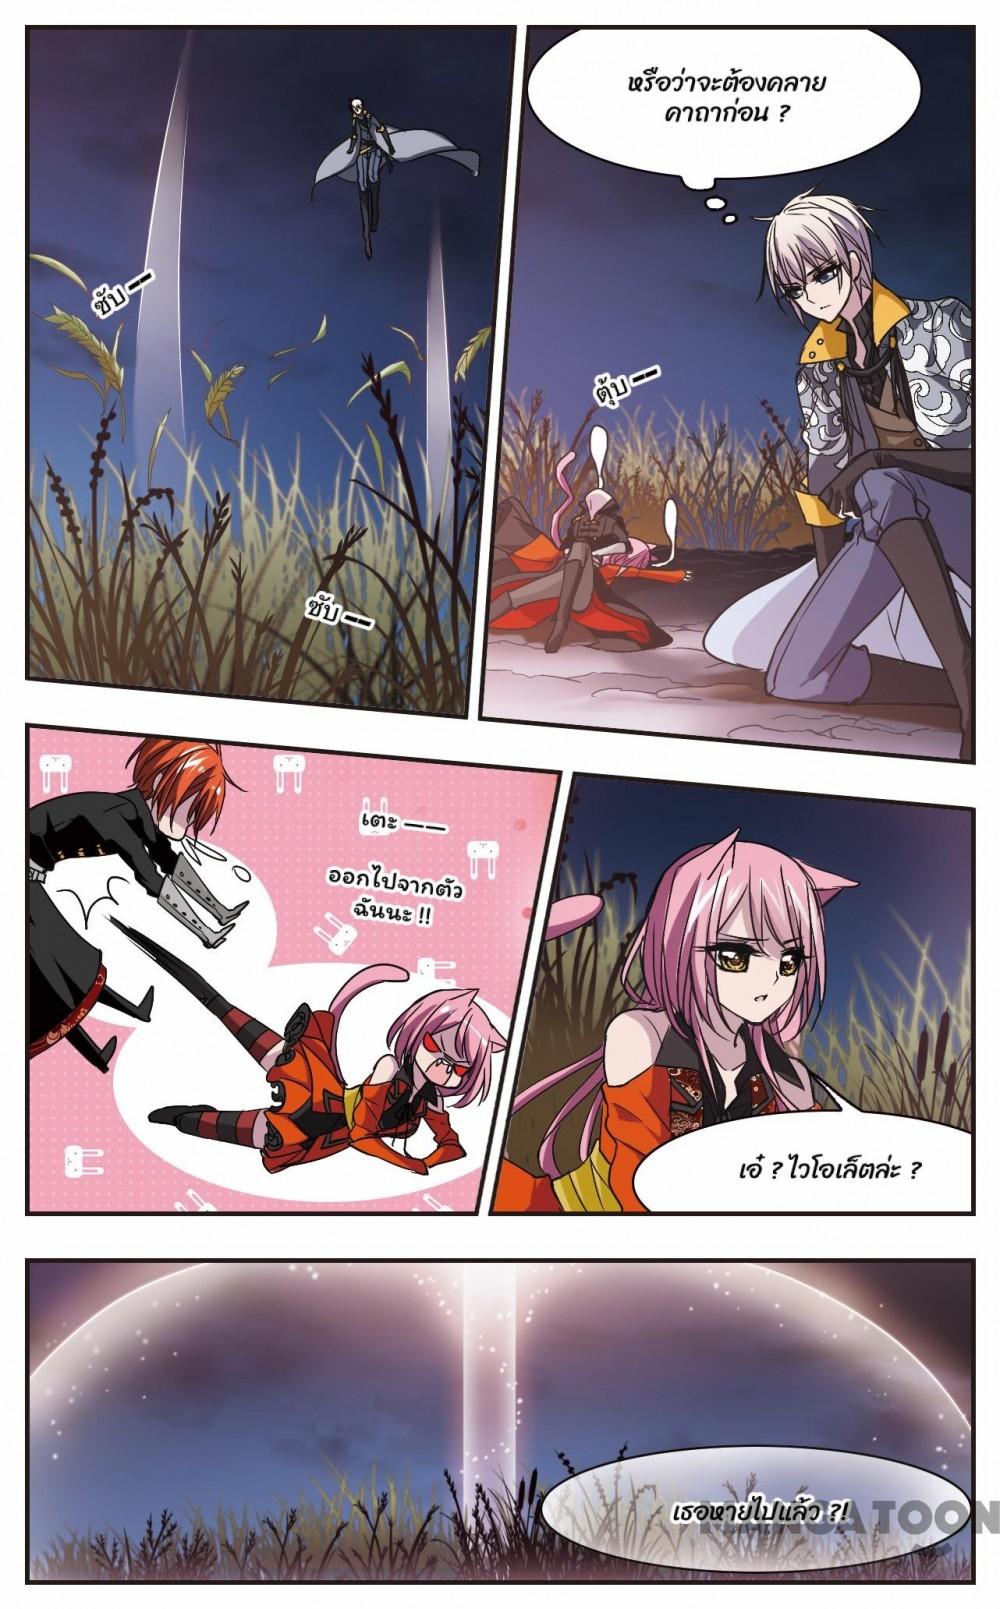 หรือว่าจะต้องคลาย
คาถาก่อน ?
ซับ --
ตุ้บ --
ซับ --
เตะ ——
ออกไปจากตัว
ฉันนะ !!
เอ๋ ? ไวโอเล็ตล่ะ ?
เธอหายไปแล้ว ?!
MANGATOON